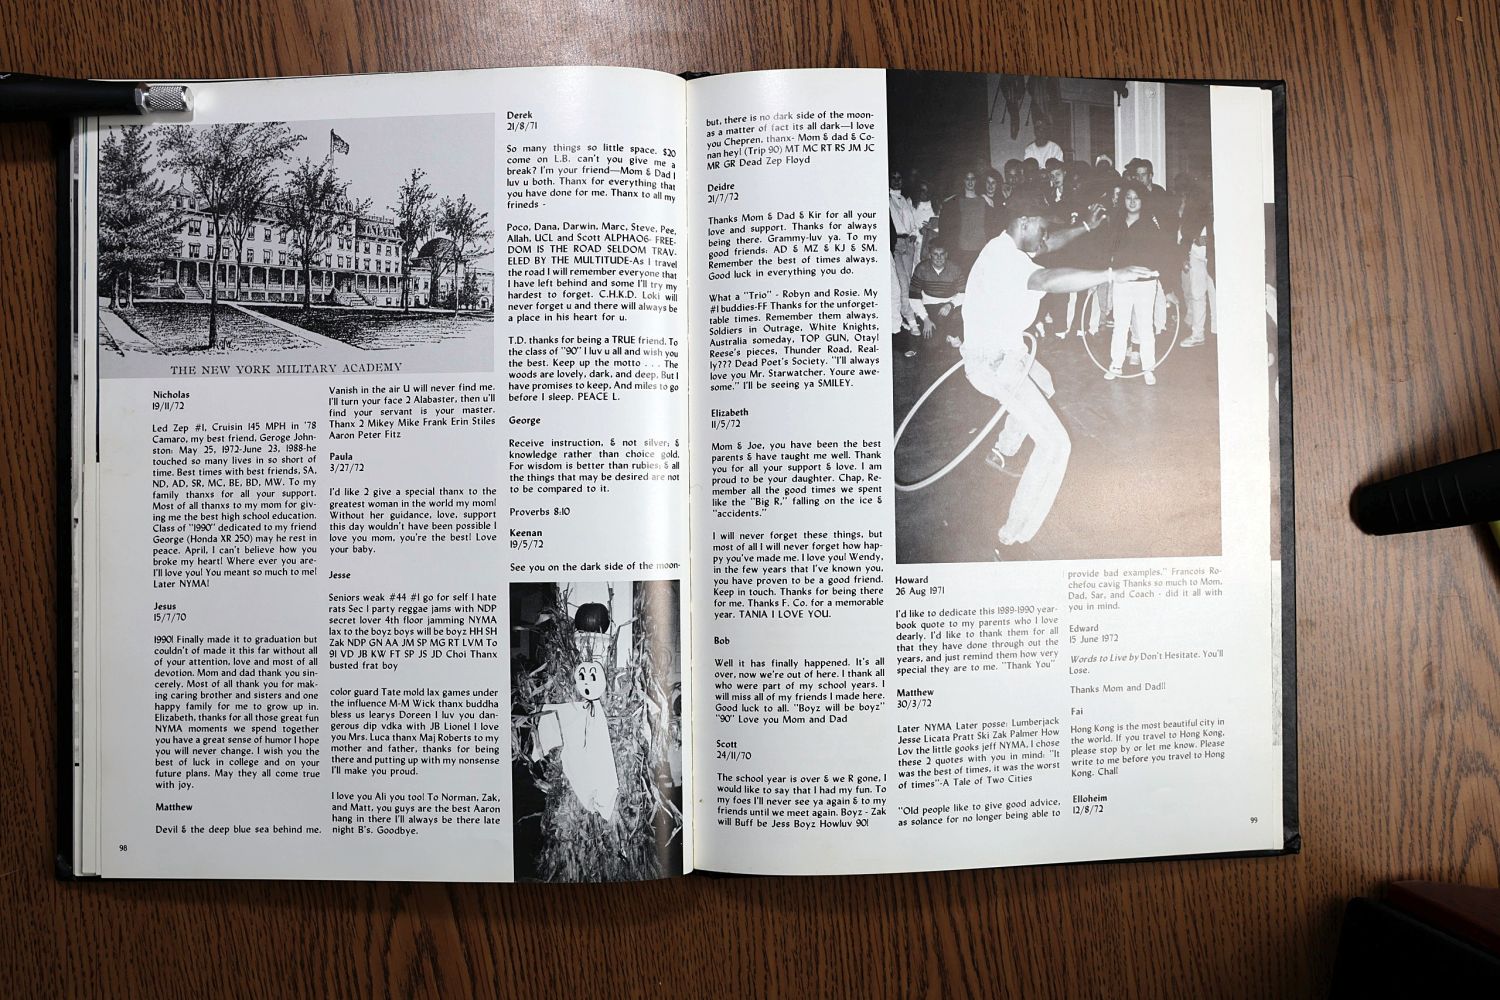 THE NEW YORK MILITARY ACADEMY
Nicholas
19/11/72
Led Zep #1, Cruisin 145 MPH in '78
Camaro, my best friend, Geroge John-
ston: May 25, 1972-June 23, 1988-he
touched so many lives in so short of
time. Best times with best friends, SA,
ND, AD, SR, MC, BE, BD, MW. To my
family thanxs for all your support.
Most of all thanxs to my mom for giv-
ing me the best high school education.
Class of "1990" dedicated to my friend
George (Honda XR 250) may he rest in
peace. April, I can't believe how you
broke my heart! Where ever you are-
I'll love you! You meant so much to me!
Later NYMA!
Jesus
15/7/70
1990! Finally made it to graduation but
couldn't of made it this far without all
of your attention, love and most of all
devotion. Mom and dad thank you sin-
cerely. Most of all thank you for mak-
ing caring brother and sisters and one
happy family for me to grow up in.
Elizabeth, thanks for all those great fun
NYMA moments we spend together
you have a great sense of humor I hope
you will never change. I wish you the
best of luck in college and on your
future plans. May they all come true
with joy.
Matthew
Devil & the deep blue sea behind me.
98
Vanish in the air U will never find me.
I'll turn your face 2 Alabaster, then u'll
find your servant is your master.
Thanx 2 Mikey Mike Frank Erin Stiles
Aaron Peter Fitz
Paula
3/27/72
I'd like 2 give a special thanx to the
greatest woman in the world my mom!
Without her guidance, love, support
this day wouldn't have been possible I
love you mom, you're the best! Love
your baby.
Jesse
Seniors weak #44 #1 go for self I hate
rats Sec I party reggae jams with NDP
secret lover 4th floor jamming NYMA
lax to the boyz boys will be boyz HH SH
Zak NDP GN AA JM SP MG RT LVM To
91 VD JB KW FT SP JS JD Choi Thanx
busted frat boy
color guard Tate mold lax games under
the influence M-M Wick thanx buddha
bless us learys Doreen I luv you dan-
gerous dip vdka with JB Lionel I love
you Mrs. Luca thanx Maj Roberts to my
mother and father, thanks for being
there and putting up with my nonsense
I'll make you proud.
I love you Ali you too! To Norman, Zak,
and Matt, you guys are the best Aaron
hang in there I'll always be there late
night B's. Goodbye.
Derek
21/8/71
So many things so little space. $20
come on L.B. can't you give me a
break? I'm your friend—Mom & Dad I
luv u both. Thanx for everything that
you have done for me. Thanx to all my
frineds -
Poco, Dana, Darwin, Marc, Steve, Pee,
Allah, UCL and Scott ALPHA06- FREE-
DOM IS THE ROAD SELDOM TRAV-
ELED BY THE MULTITUDE-As I travel
the road I will remember everyone that
I have left behind and some I'll try my
hardest to forget. C.H.K.D. Loki will
never forget u and there will always be
a place in his heart for u.
T.D. thanks for being a TRUE friend. To
the class of "90" I luv u all and wish you
the best. Keep up the motto . . . The
woods are lovely, dark, and deep. But I
have promises to keep, And miles to go
before I sleep. PEACE L.
George
Receive instruction, & not silver; &
knowledge rather than choice gold.
For wisdom is better than rubies; & all
the things that may be desired are not
to be compared to it.
Proverbs 8:10
Keenan
19/5/72
See you on the dark side of the moon-
but, there is no dark side of the moon-
as a matter of fact its all dark—I love
you Chepren, thanx- Mom & dad & Co-
nan hey! (Trip 90) MT MC RT RS JM JC
MR GR Dead Zep Floyd
Deidre
21/7/72
Thanks Mom & Dad & Kir for all your
love and support. Thanks for always
being there. Grammy-luv ya. To my
good friends: AD & MZ & KJ & SM.
Remember the best of times always.
Good luck in everything you do.
What a "Trio" - Robyn and Rosie. My
#1 buddies-FF Thanks for the unforget-
table times. Remember them always.
Soldiers in Outrage, White Knights,
Australia someday, TOP GUN, Otay!
Reese's pieces, Thunder Road, Real-
ly??? Dead Poet's Society. "I'll always
love you Mr. Starwatcher. Youre awe-
some." I'll be seeing ya SMILEY.
Elizabeth
11/5/72
Mom & Joe, you have been the best
parents & have taught me well. Thank
you for all your support & love. I am
proud to be your daughter. Chap, Re-
member all the good times we spent
like the "Big R," falling on the ice &
"accidents."
I will never forget these things, but
most of all I will never forget how hap-
py you've made me. I love you! Wendy,
in the few years that I've known you,
you have proven to be a good friend.
Keep in touch. Thanks for being there
for me. Thanks F. Co. for a memorable
year. TANIA I LOVE YOU.
Bob
Well it has finally happened. It's all
over, now we're out of here. I thank all
who were part of my school years. I
will miss all of my friends I made here.
Good luck to all. "Boyz will be boyz"
"90" Love you Mom and Dad
Scott
24/11/70
The school year is over & we R gone, I
would like to say that I had my fun. To
my foes I'll never see ya again & to my
friends until we meet again. Boyz - Zak
will Buff be Jess Boyz Howluv 90!
Howard
26 Aug 1971
I'd like to dedicate this 1989-1990 year-
book quote to my parents who I love
dearly. I'd like to thank them for all
that they have done through out the
years, and just remind them how very
special they are to me. "Thank You"
Matthew
30/3/72
Later NYMA Later posse: Lumberjack
Jesse Licata Pratt Ski Zak Palmer How
Lov the little gooks jeff NYMA, I chose
these 2 quotes with you in mind: "It
was the best of times, it was the worst
of times"-A Tale of Two Cities
"Old people like to give good advice,
as solance for no longer being able to
provide bad examples." Francois Ro-
chefou cavig Thanks so much to Mom,
Dad, Sar, and Coach - did it all with
you in mind.
Edward
15 June 1972
Words to Live by Don't Hesitate. You'll
Lose.
Thanks Mom and Dad!!
Fai
Hong Kong is the most beautiful city in
the world. If you travel to Hong Kong,
please stop by or let me know. Please
write to me before you travel to Hong
Kong. Chall
Elloheim
12/8/72
99